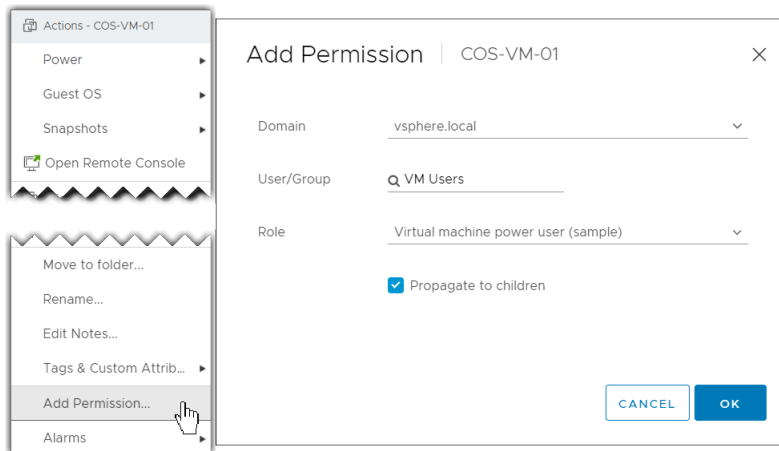 Actions - COS-VM-01
Power
Guest OS
Snapshots
Open Remote Console
Move to folder...
Rename...
Edit Notes...
Tags & Custom Attrib...
Add Permission...
Alarms
Add Permission COS-VM-01
Domain vsphere.local
User/Group VM Users
Role Virtual machine power user (sample)
Propagate to children
CANCEL OK